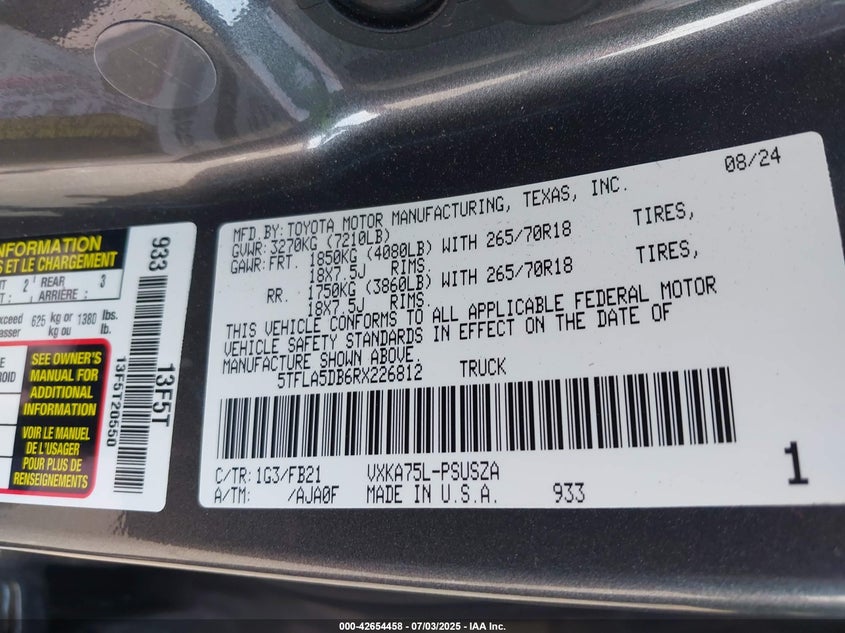 08/24
MFD.BY:TOYOTA MOTOR MANUFACTURING, TEXAS, INC.
GVWR:3270KG (7210LB)
GAWR:FRT 1850KG (4080LB) WITH 265/70R18 TIRES,
18X7.5J RIMS.
RR. 1750KG (3860LB) WITH 265/70R18 TIRES,
18X7.5J RIMS.
THIS VEHICLE CONFORMS TO ALL APPLICABLE FEDERAL MOTOR
VEHICLE SAFETY STANDARDS IN EFFECT ON THE DATE OF
MANUFACTURE SHOWN ABOVE.
5TFLA5DB6RX226812 TRUCK
C/TR:1G3/FB21 VXKA75L-PSUSZA
A/TM: /AJA0F MADE IN U.S.A. 933
1
INFORMATION
ET LE CHARGEMENT
2 REAR 3
ARRIÈRE :
625 kg or 1380 lbs.
kg ou lb.
SEE OWNER'S
MANUAL FOR
ADDITIONAL
INFORMATION
VOIR LE MANUEL
DE L'USAGER
POUR PLUS DE
RENSEIGNEMENTS
933
13F5T
13F5T20550
000-42654458 - 07/03/2025 - IAA Inc.